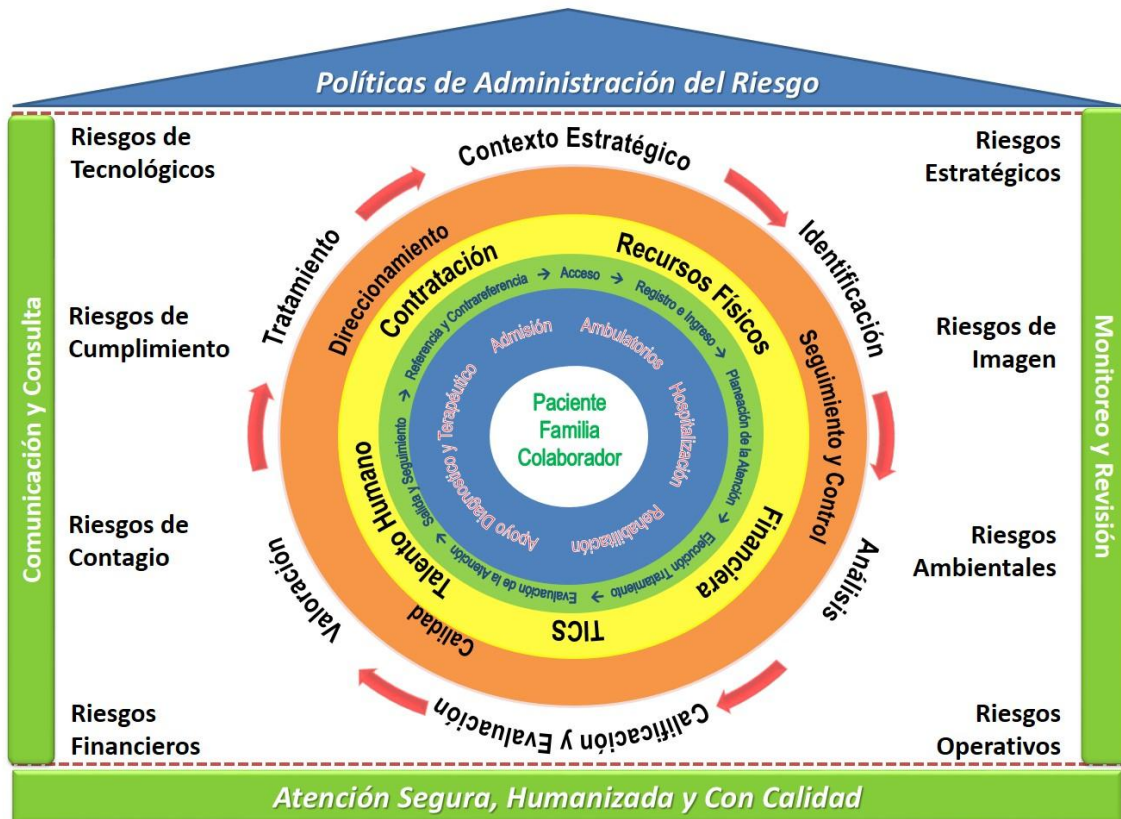 Políticas de Administración del Riesgo
Comunicación y Consulta
Riesgos de
Tecnológicos
Riesgos de
Cumplimiento
Riesgos de
Contagio
Riesgos
Financieros
Contexto Estratégico
Identificación
Análisis
Calificación y Evaluación
Valoración
Tratamiento
Direccionamiento
Seguimiento y Control
Calidad
Contratación
Recursos Físicos
Financiera
TICS
Talento Humano
Referencia y Contrareferencia → Acceso → Registro e Ingreso → Planeación de la Atención → Ejecución Tratamiento → Evaluación de la Atención → Salida y Seguimiento →
Admisión
Ambulatorios
Hospitalización
Rehabilitación
Apoyo Diagnostico y Terapéutico
Paciente
Familia
Colaborador
Riesgos
Estratégicos
Riesgos de
Imagen
Riesgos
Ambientales
Riesgos
Operativos
Monitoreo y Revisión
Atención Segura, Humanizada y Con Calidad